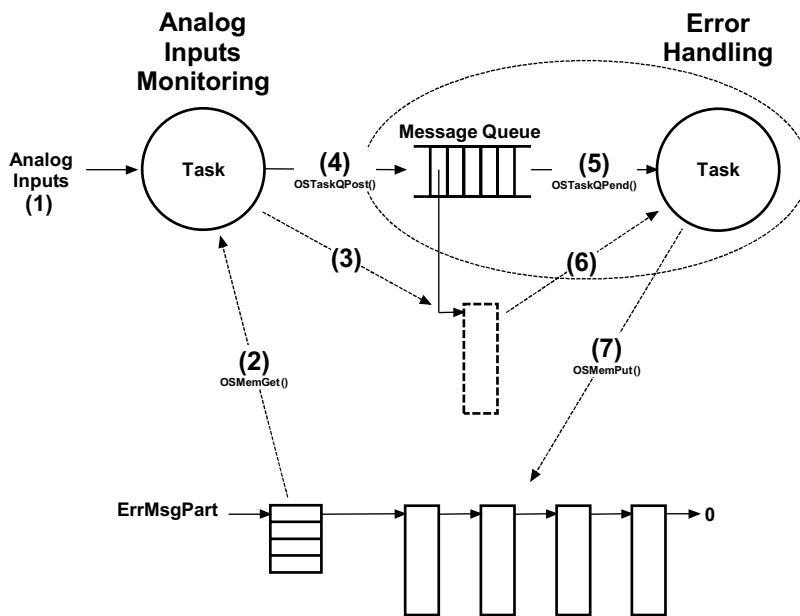 Analog
Inputs
Monitoring
Error
Handling
Message Queue
Analog
Inputs
(1)
Task
(4)
OSTaskQPost()
(5)
OSTaskQPend()
Task
(3)
(6)
(2)
OSMemGet()
(7)
OSMemPut()
ErrMsgPart
0